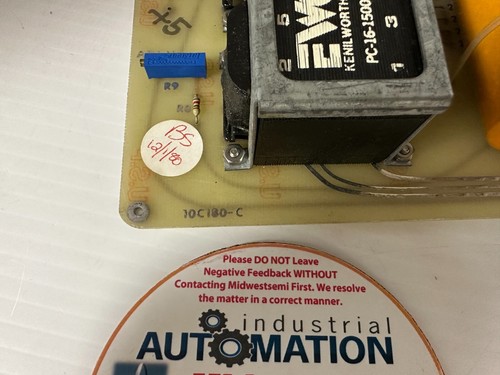 +5
2
5
EWC
KENILWORTH
PC-16-1500
1
3
R9
BS
12/1/80
10C180-C
Please DO NOT Leave
Negative Feedback WITHOUT
Contacting Midwestsemi First. We resolve
the matter in a correct manner.
industrial
AUTOMATION